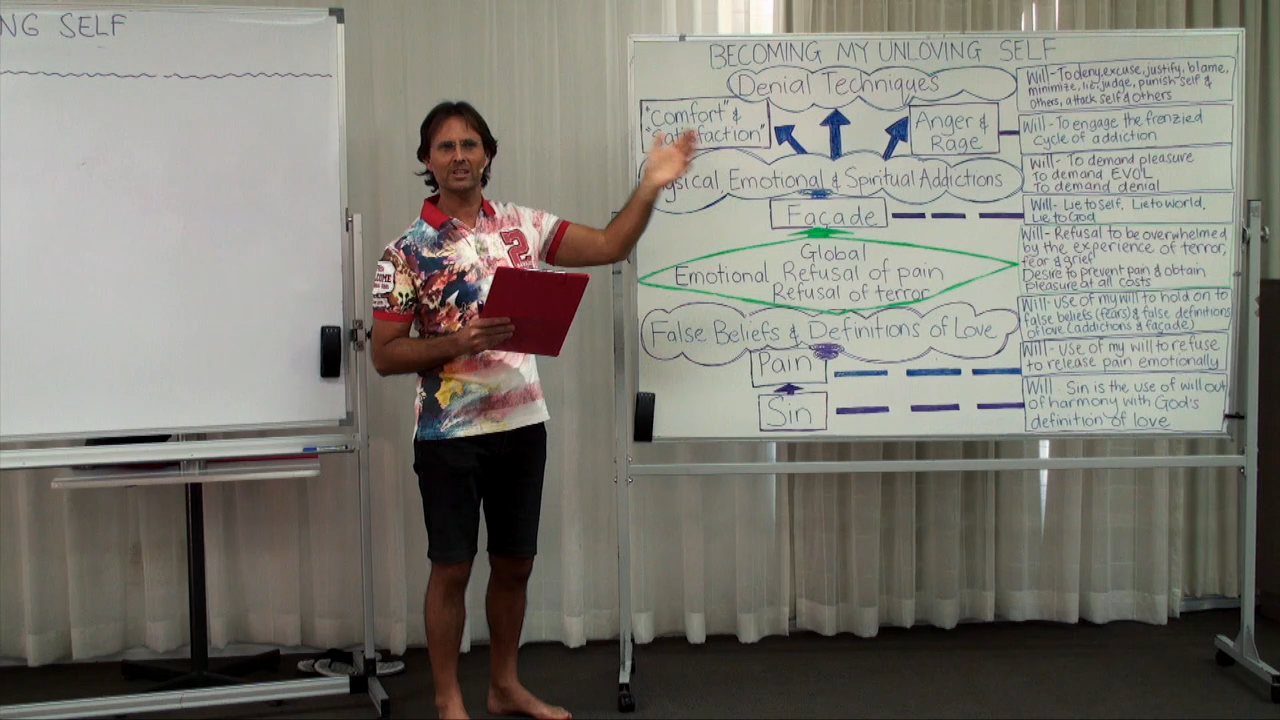 NG SELF
BECOMING MY UNLOVING SELF
Denial Techniques
"Comfort" &
"Satisfaction"
Anger &
Rage
Physical, Emotional & Spiritual Addictions
Façade
Global
Emotional Refusal of pain
Refusal of terror
False Beliefs & Definitions of Love
Pain
Sin
Will - To deny, excuse, justify, blame,
minimize, lie, judge, punish self &
others, attack self & others
Will - To engage the frenzied
cycle of addiction
Will - To demand pleasure
To demand EVOL
To demand denial
Will - Lie to self, Lie to world,
Lie to God
Will - Refusal to be overwhelmed
by the experience of terror,
fear & grief
Desire to prevent pain & obtain
pleasure at all costs
Will - use of my will to hold on to
false beliefs (fears) & false definitions
of love (addictions & façade)
Will - use of my will to refuse
to release pain emotionally
Will Sin is the use of will out
of harmony with God's
definition of love
2